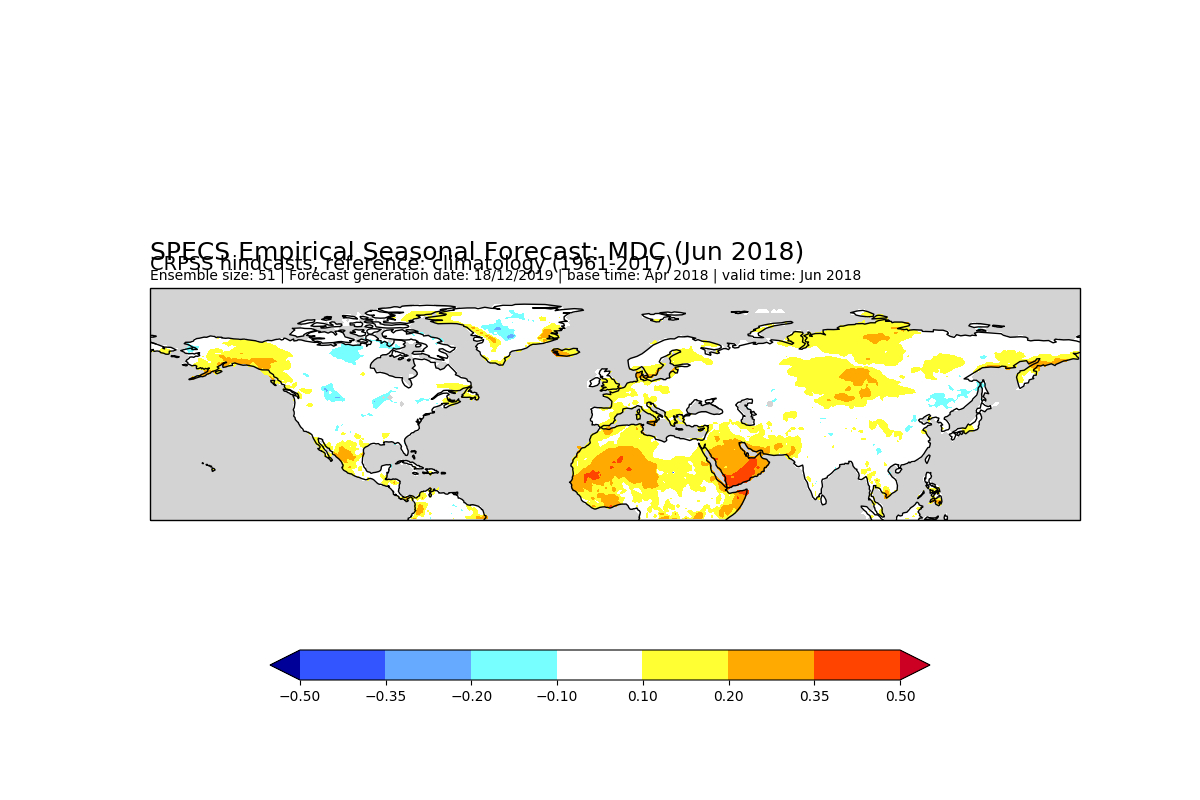 SPECS Empirical Seasonal Forecast: MDC (Jun 2018)
CRPSS hindcasts, reference: climatology (1961-2017)
Ensemble size: 51 | Forecast generation date: 18/12/2019 | base time: Apr 2018 | valid time: Jun 2018
−0.50 −0.35 −0.20 −0.10 0.10 0.20 0.35 0.50